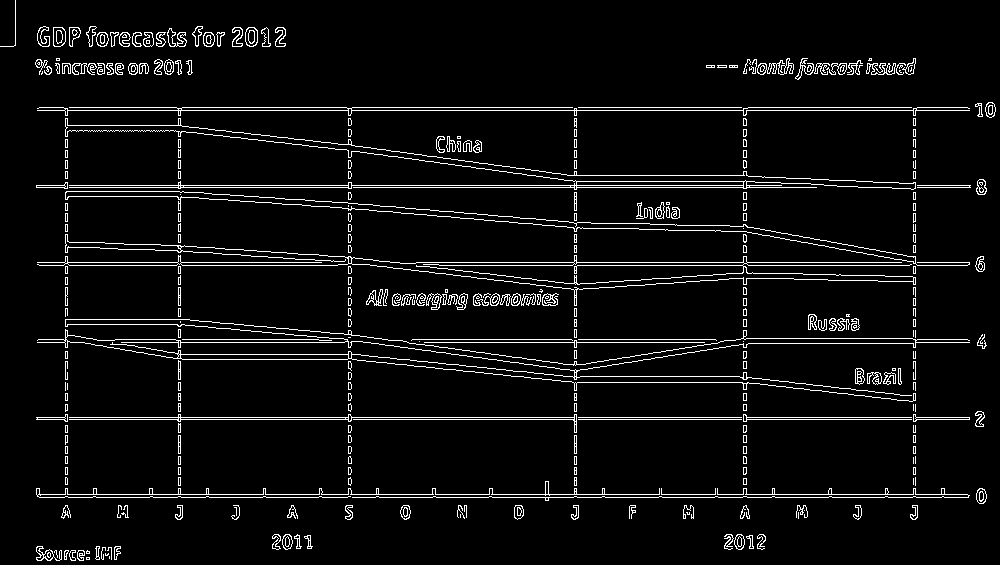 GDP forecasts for 2012
% increase on 2011
Month forecast issued
10
China
8
India
6
All emerging economies
Russia
4
Brazil
2
0
A M J J A S O N D J F M A M J J
2011 2012
Source: IMF